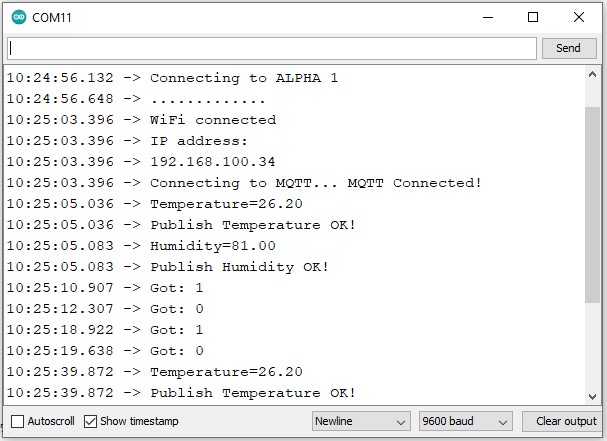 COM11
Send
10:24:56.132 -> Connecting to ALPHA 1
10:24:56.648 -> .............
10:25:03.396 -> WiFi connected
10:25:03.396 -> IP address:
10:25:03.396 -> 192.168.100.34
10:25:03.396 -> Connecting to MQTT... MQTT Connected!
10:25:05.036 -> Temperature=26.20
10:25:05.036 -> Publish Temperature OK!
10:25:05.083 -> Humidity=81.00
10:25:05.083 -> Publish Humidity OK!
10:25:10.907 -> Got: 1
10:25:12.307 -> Got: 0
10:25:18.922 -> Got: 1
10:25:19.638 -> Got: 0
10:25:39.872 -> Temperature=26.20
10:25:39.872 -> Publish Temperature OK!
Autoscroll Show timestamp Newline 9600 baud Clear output